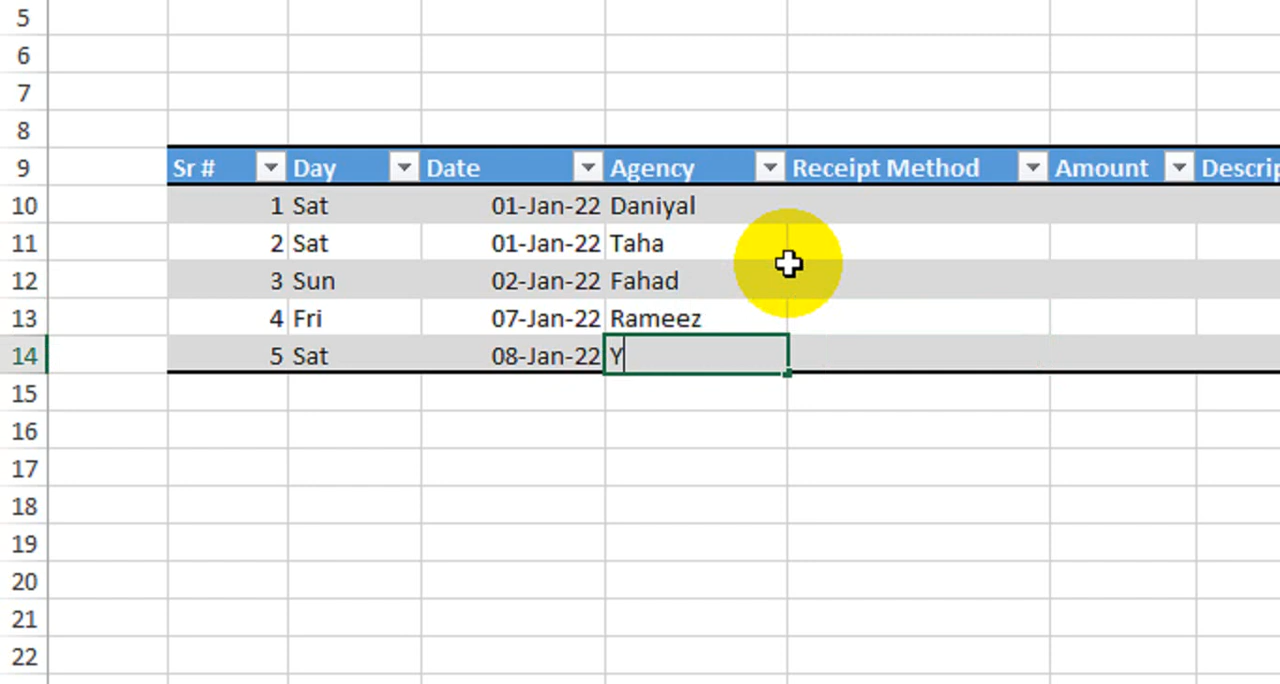 5
6
7
8
9 Sr # Day Date Agency Receipt Method Amount Descrip
10 1 Sat 01-Jan-22 Daniyal
11 2 Sat 01-Jan-22 Taha
12 3 Sun 02-Jan-22 Fahad
13 4 Fri 07-Jan-22 Rameez
14 5 Sat 08-Jan-22 Y
15
16
17
18
19
20
21
22